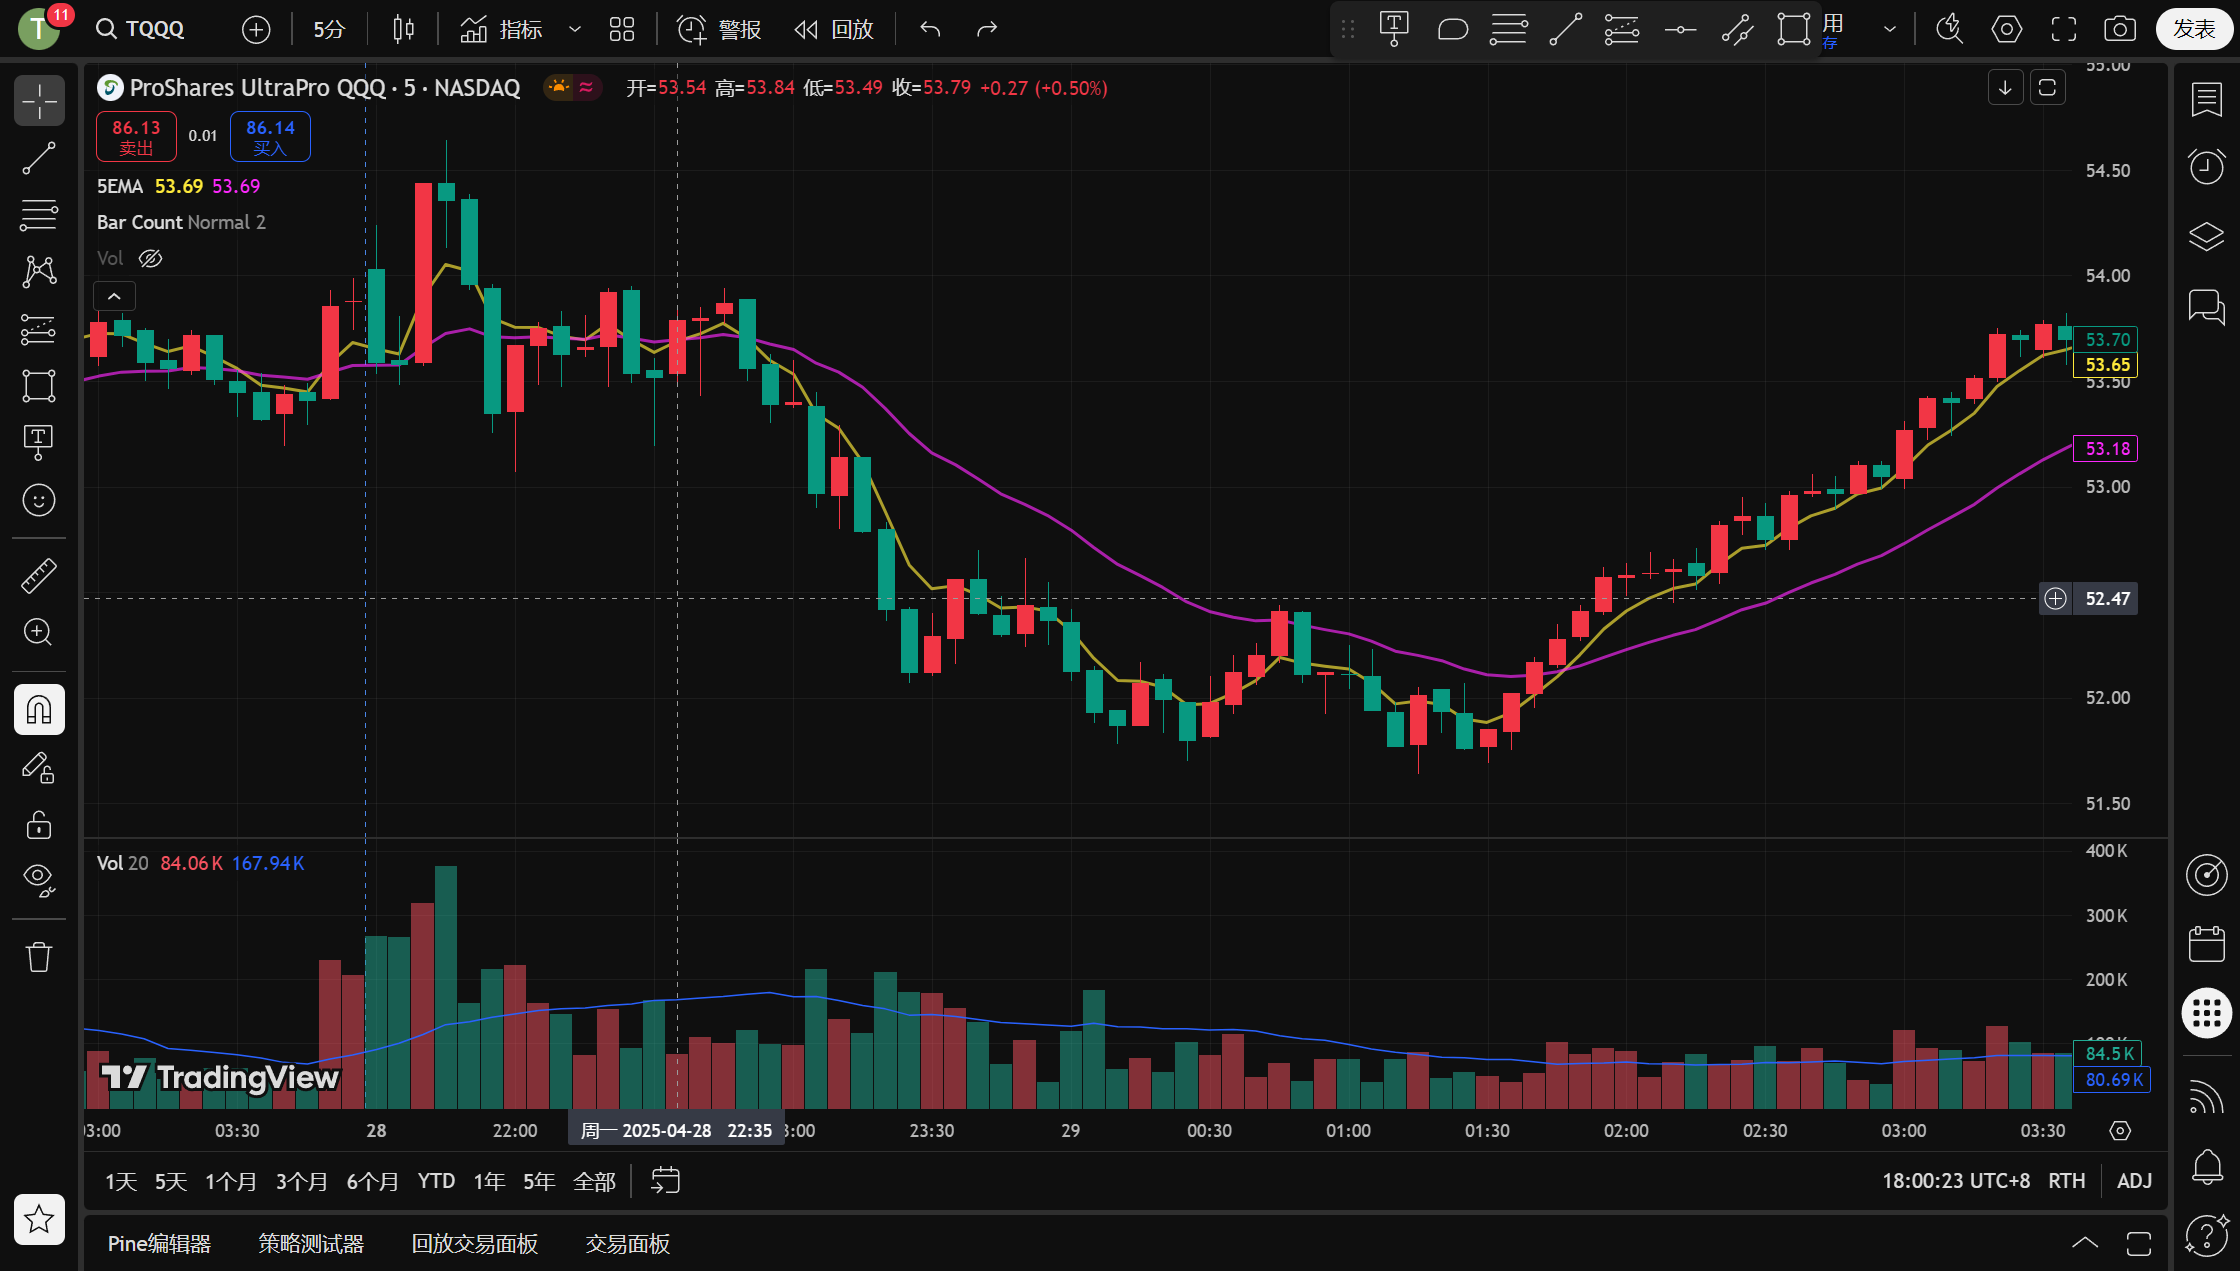 T 11 TQQQ 5分 指标 警报 回放 用 存 发表
ProShares UltraPro QQQ · 5 · NASDAQ 开=53.54 高=53.84 低=53.49 收=53.79 +0.27 (+0.50%)
86.13 卖出 0.01 86.14 买入
5EMA 53.69 53.69
Bar Count Normal 2
Vol
55.00
54.50
54.00
53.70
53.65
53.50
53.18
53.00
52.47
52.00
51.50
Vol 20 84.06 K 167.94 K
400 K
300 K
200 K
84.5 K
80.69 K
TradingView
03:30 28 22:00 周一 2025-04-28 22:35 23:30 29 00:30 01:00 01:30 02:00 02:30 03:00 03:30
1天 5天 1个月 3个月 6个月 YTD 1年 5年 全部 18:00:23 UTC+8 RTH ADJ
Pine编辑器 策略测试器 回放交易面板 交易面板